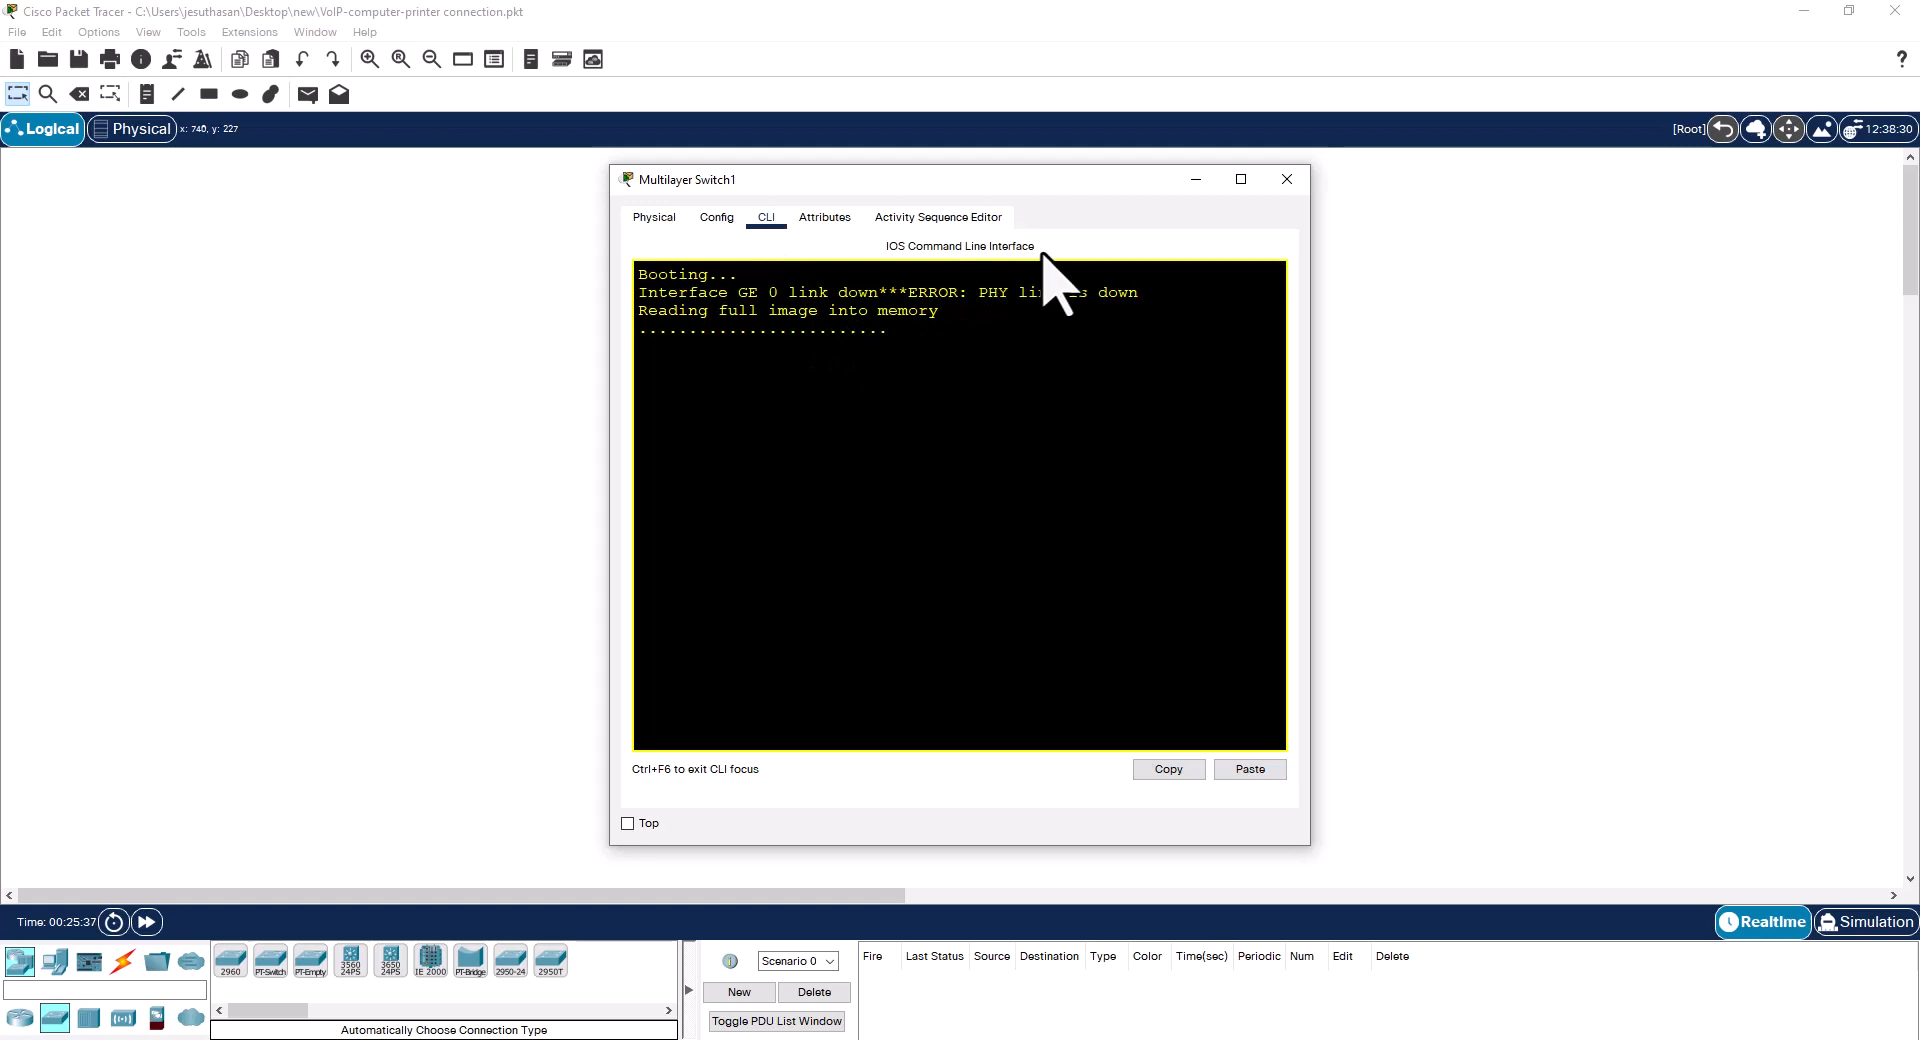 Cisco Packet Tracer - C:\Users\jesuthasan\Desktop\new\VoIP-computer-printer connection.pkt
File Edit Options View Tools Extensions Window Help
?
Logical Physical x: 740, y: 227 [Root] 12:38:30
Multilayer Switch1
Physical Config CLI Attributes Activity Sequence Editor
IOS Command Line Interface
Booting...
Interface GE 0 link down***ERROR: PHY link is down
Reading full image into memory
.........................
Ctrl+F6 to exit CLI focus Copy Paste
Top
Time: 00:25:37 Realtime Simulation
2960 PT-Switch PT-Empty 3560 24PS 3650 24PS IE 2000 PT-Bridge 2950-24 2950T
Automatically Choose Connection Type
Scenario 0
New Delete
Toggle PDU List Window
Fire Last Status Source Destination Type Color Time(sec) Periodic Num Edit Delete